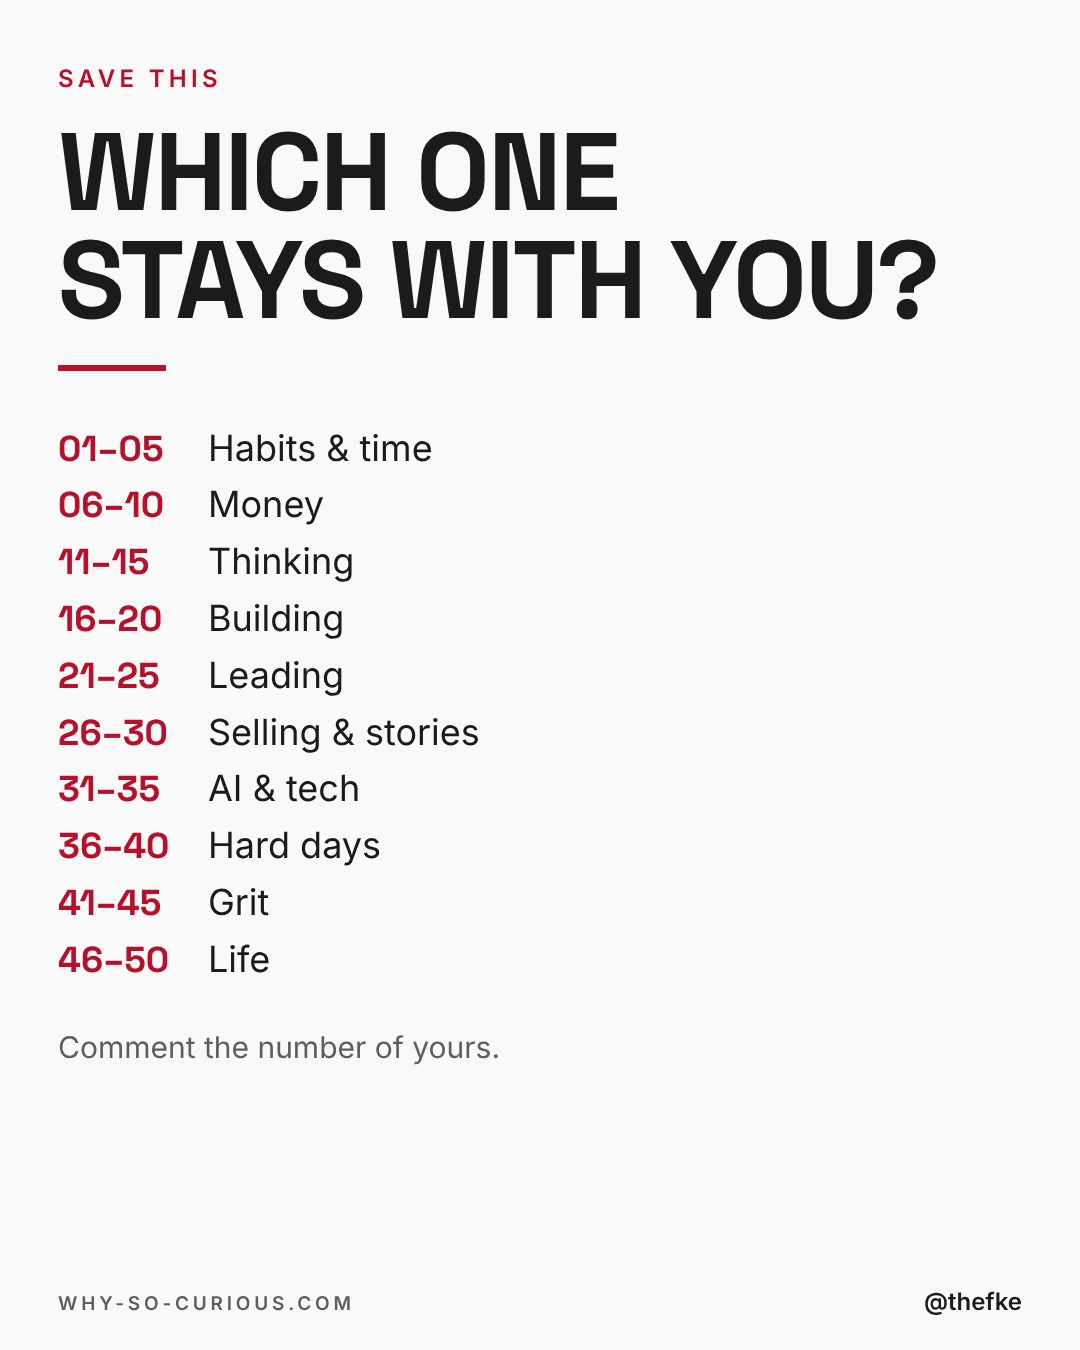 SAVE THIS
WHICH ONE
STAYS WITH YOU?
01–05 Habits & time
06–10 Money
11–15 Thinking
16–20 Building
21–25 Leading
26–30 Selling & stories
31–35 AI & tech
36–40 Hard days
41–45 Grit
46–50 Life
Comment the number of yours.
WHY-SO-CURIOUS.COM
@thefke